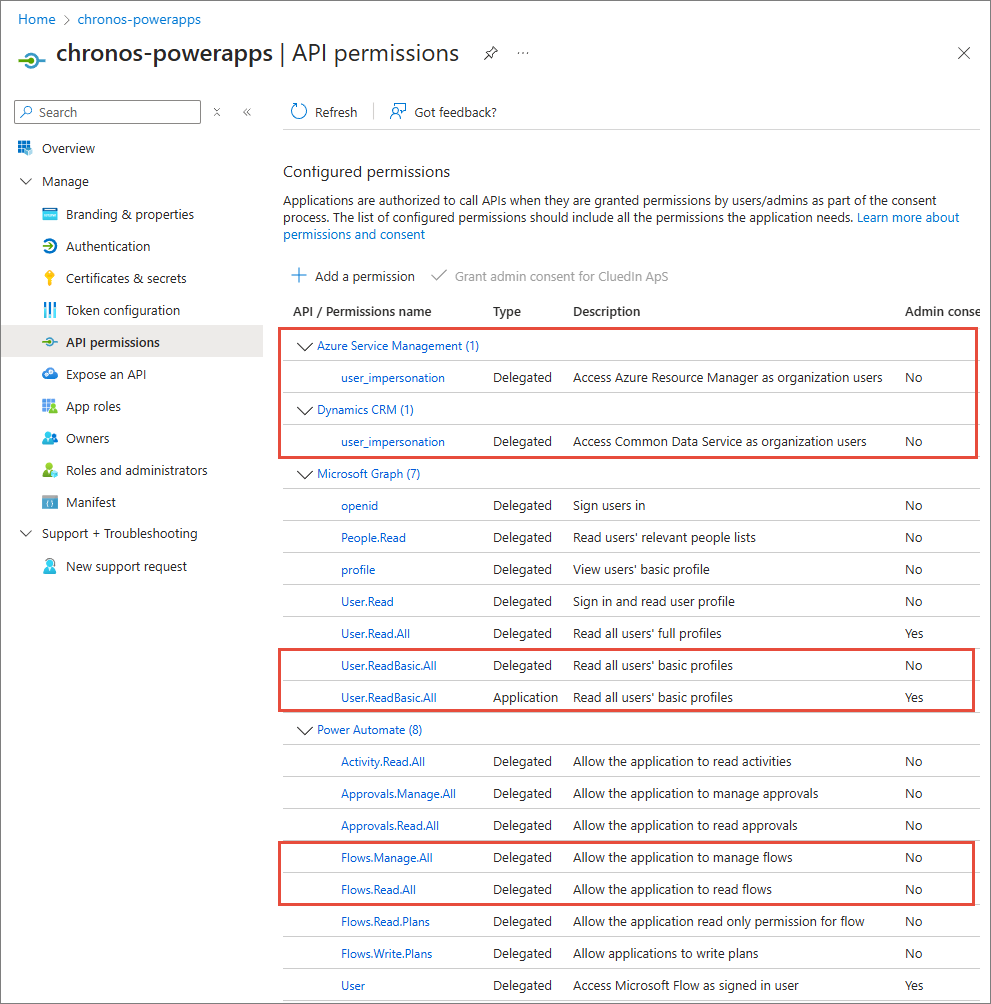 Home > chronos-powerapps
chronos-powerapps | API permissions
Search
Refresh
Got feedback?
Overview
Manage
Branding & properties
Authentication
Certificates & secrets
Token configuration
API permissions
Expose an API
App roles
Owners
Roles and administrators
Manifest
Support + Troubleshooting
New support request
Configured permissions
Applications are authorized to call APIs when they are granted permissions by users/admins as part of the consent
process. The list of configured permissions should include all the permissions the application needs. Learn more about
permissions and consent
Add a permission Grant admin consent for CluedIn ApS
API / Permissions name Type Description Admin conse
Azure Service Management (1)
user_impersonation Delegated Access Azure Resource Manager as organization users No
Dynamics CRM (1)
user_impersonation Delegated Access Common Data Service as organization users No
Microsoft Graph (7)
openid Delegated Sign users in No
People.Read Delegated Read users' relevant people lists No
profile Delegated View users' basic profile No
User.Read Delegated Sign in and read user profile No
User.Read.All Delegated Read all users' full profiles Yes
User.ReadBasic.All Delegated Read all users' basic profiles No
User.ReadBasic.All Application Read all users' basic profiles Yes
Power Automate (8)
Activity.Read.All Delegated Allow the application to read activities No
Approvals.Manage.All Delegated Allow the application to manage approvals No
Approvals.Read.All Delegated Allow the application to read approvals No
Flows.Manage.All Delegated Allow the application to manage flows No
Flows.Read.All Delegated Allow the application to read flows No
Flows.Read.Plans Delegated Allow the application read only permission for flow No
Flows.Write.Plans Delegated Allow applications to write plans No
User Delegated Access Microsoft Flow as signed in user Yes